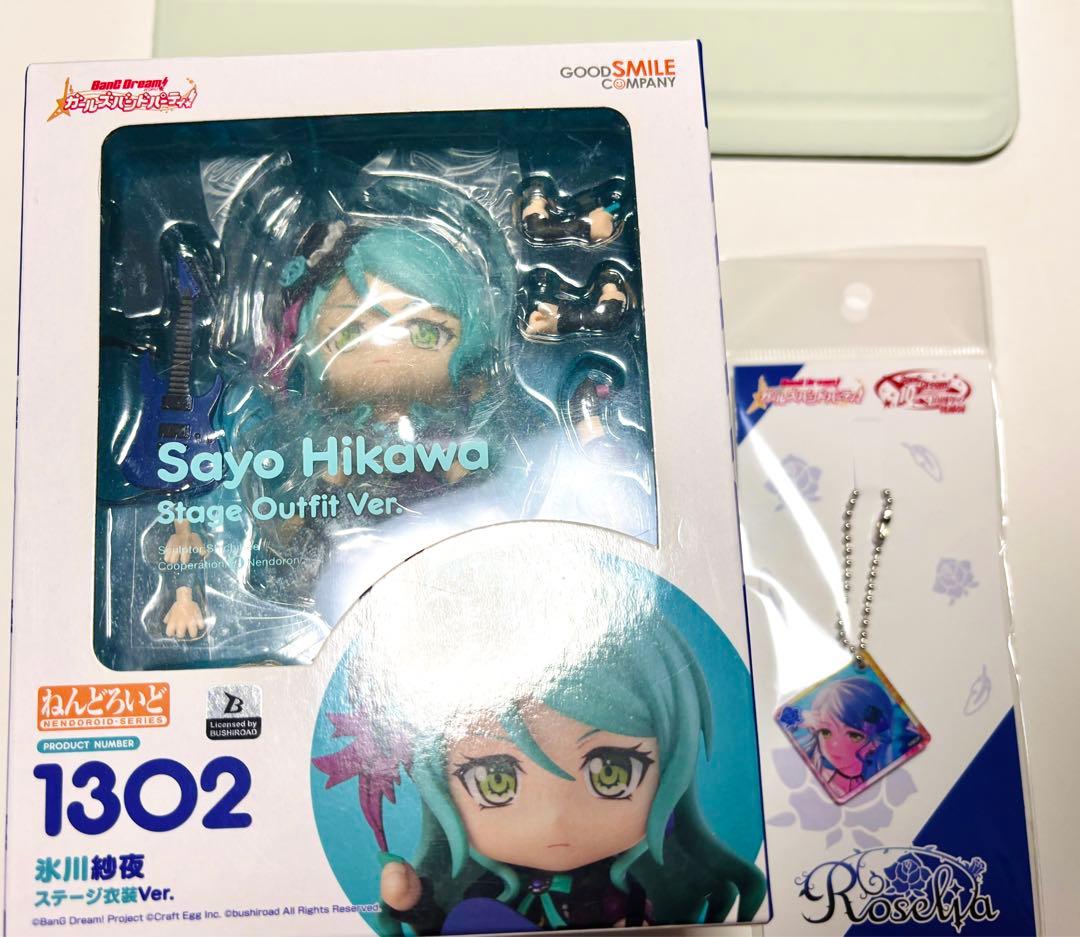 BanG Dream!
ガールズバンドパーティ!
GOOD SMILE
COMPANY
Sayo Hikawa
Stage Outfit Ver.
Cooperation
Nendoron
ねんどろいど
NENDOROID-SERIES
B
Licensed by
BUSHIROAD
PRODUCT NUMBER
1302
氷川紗夜
ステージ衣装Ver.
©BanG Dream! Project ©Craft Egg Inc. ©bushiroad All Rights Reserved.
BanG Dream!
ガールズバンドパーティ!
Roselia